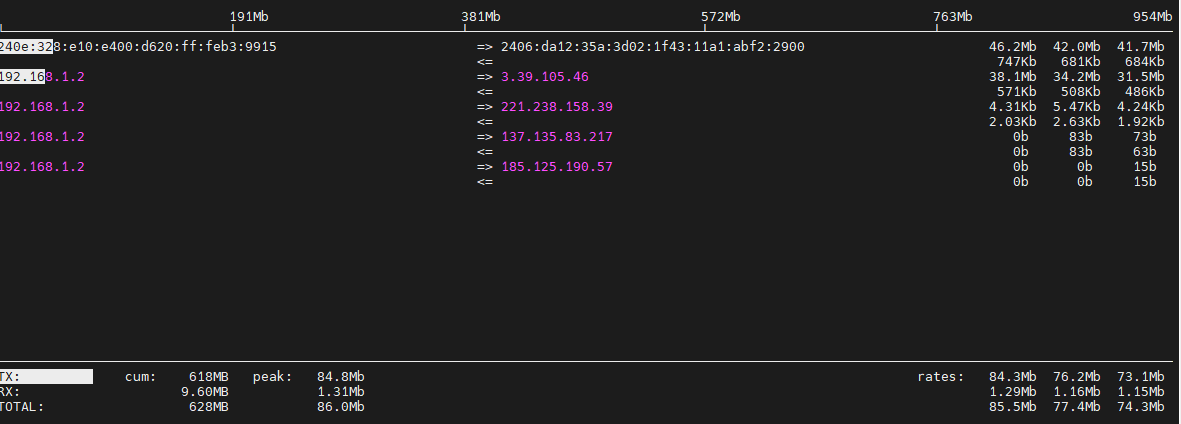 191Mb 381Mb 572Mb 763Mb 954Mb
240e:328:e10:e400:d620:ff:feb3:9915 => 2406:da12:35a:3d02:1f43:11a1:abf2:2900 46.2Mb 42.0Mb 41.7Mb
<= 747Kb 681Kb 684Kb
192.168.1.2 => 3.39.105.46 38.1Mb 34.2Mb 31.5Mb
<= 571Kb 508Kb 486Kb
192.168.1.2 => 221.238.158.39 4.31Kb 5.47Kb 4.24Kb
<= 2.03Kb 2.63Kb 1.92Kb
192.168.1.2 => 137.135.83.217 0b 83b 73b
<= 0b 83b 63b
192.168.1.2 => 185.125.190.57 0b 0b 15b
<= 0b 0b 15b
TX: cum: 618MB peak: 84.8Mb rates: 84.3Mb 76.2Mb 73.1Mb
RX: 9.60MB 1.31Mb 1.29Mb 1.16Mb 1.15Mb
TOTAL: 628MB 86.0Mb 85.5Mb 77.4Mb 74.3Mb